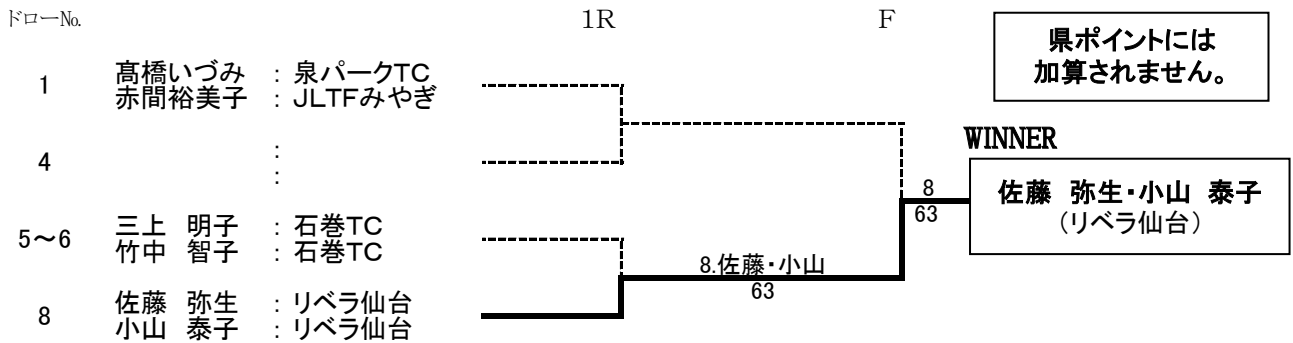 ドローNo. 1R F
県ポイントには
加算されません。
1 髙橋いづみ : 泉パークTC
赤間裕美子 : JLTFみやぎ
WINNER
4 :
:
佐藤 弥生・小山 泰子
(リベラ仙台)
8
63
5～6 三上 明子 : 石巻TC
竹中 智子 : 石巻TC
8.佐藤・小山
63
8 佐藤 弥生 : リベラ仙台
小山 泰子 : リベラ仙台